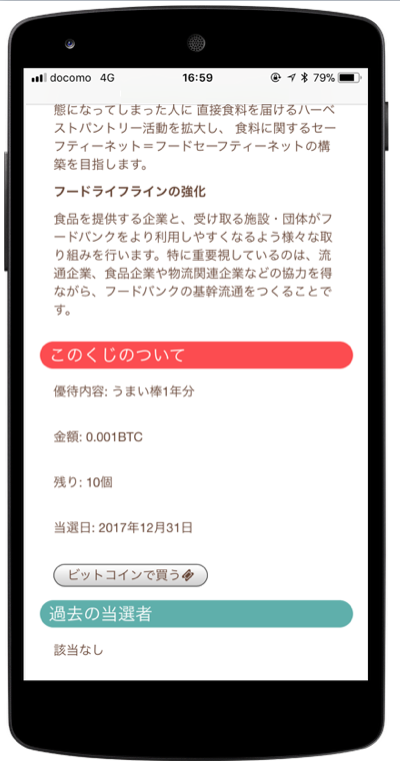 docomo 4G 16:59 79%
態になってしまった人に 直接食料を届けるハーベ
ストパントリー活動を拡大し、 食料に関するセー
フティーネット＝フードセーフティーネットの構
築を目指します。
フードライフラインの強化
食品を提供する企業と、受け取る施設・団体がフ
ードバンクをより利用しやすくなるよう様々な取
り組みを行います。特に重要視しているのは、流
通企業、食品企業や物流関連企業などの協力を得
ながら、フードバンクの基幹流通をつくることで
す。
このくじのついて
優待内容: うまい棒1年分
金額: 0.001BTC
残り: 10個
当選日: 2017年12月31日
ビットコインで買う
過去の当選者
該当なし